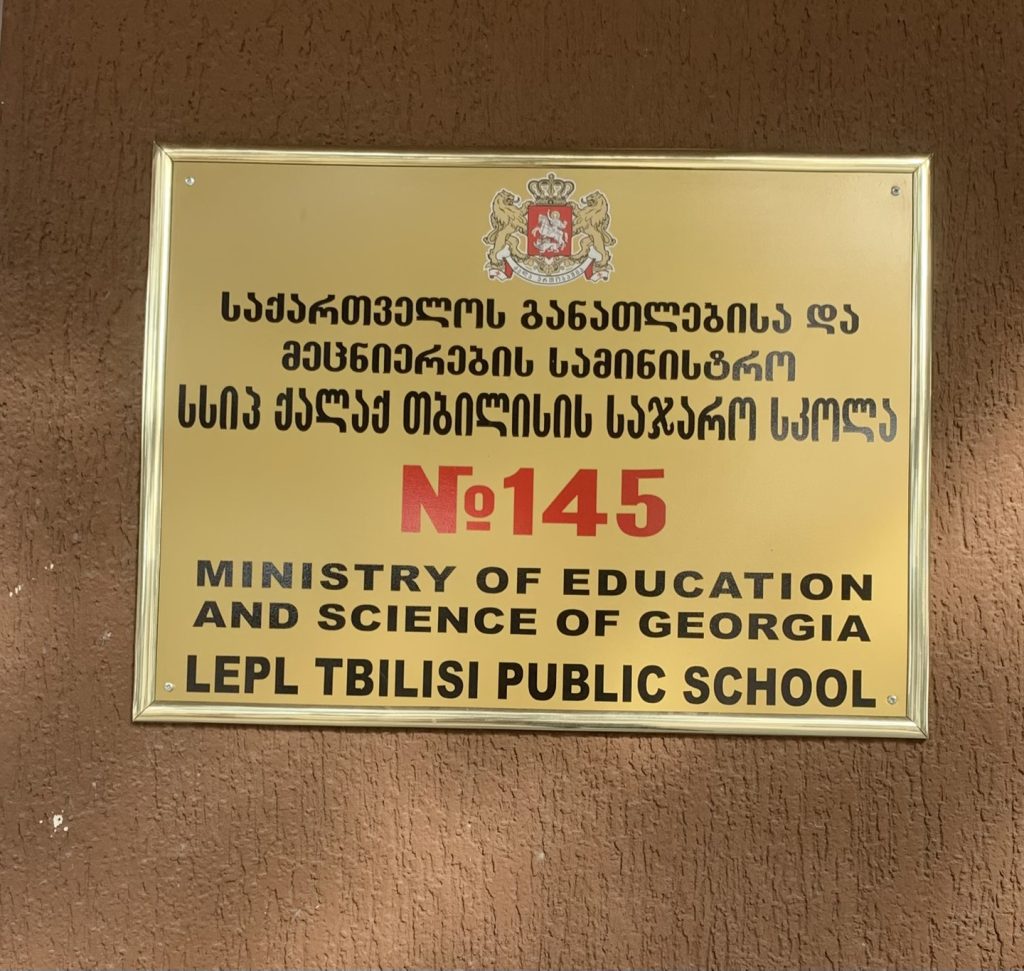 საქართველოს განათლებისა და
მეცნიერების სამინისტრო
სსიპ ქალაქ თბილისის საჯარო სკოლა
№145
MINISTRY OF EDUCATION
AND SCIENCE OF GEORGIA
LEPL TBILISI PUBLIC SCHOOL